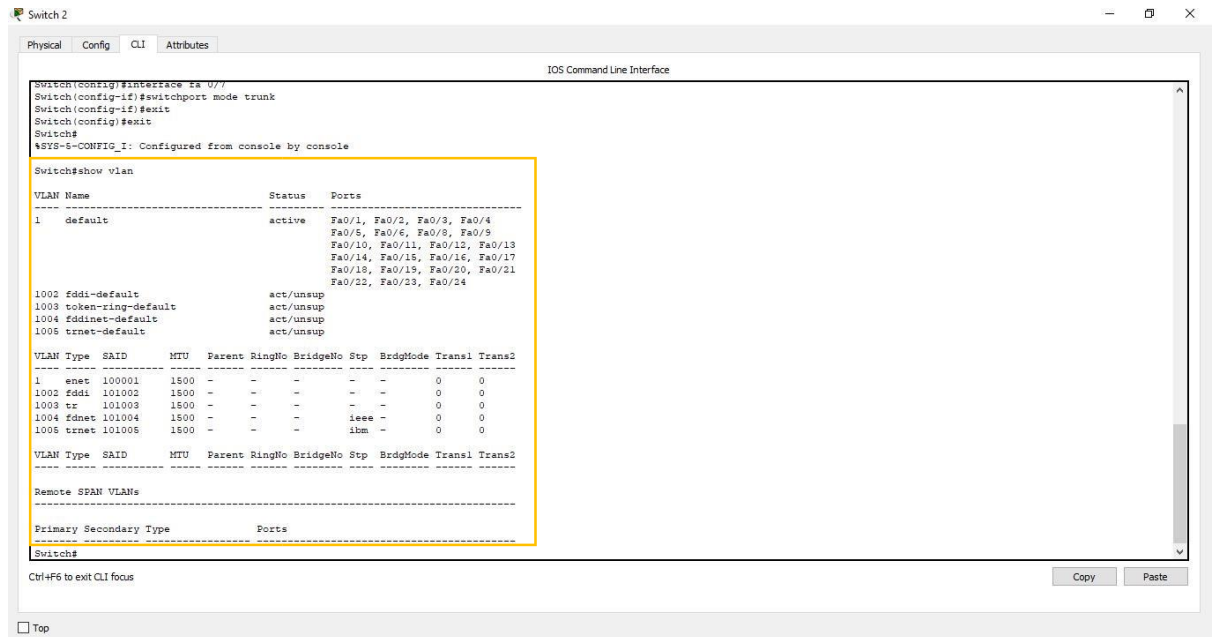 Switch 2
Physical Config CLI Attributes
IOS Command Line Interface
Switch(config)#interface fa 0/7
Switch(config-if)#switchport mode trunk
Switch(config-if)#exit
Switch(config)#exit
Switch#
%SYS-5-CONFIG_I: Configured from console by console
Switch#show vlan
VLAN Name                             Status    Ports
---- -------------------------------- --------- -------------------------------
1    default                          active    Fa0/1, Fa0/2, Fa0/3, Fa0/4
                                                Fa0/5, Fa0/6, Fa0/8, Fa0/9
                                                Fa0/10, Fa0/11, Fa0/12, Fa0/13
                                                Fa0/14, Fa0/15, Fa0/16, Fa0/17
                                                Fa0/18, Fa0/19, Fa0/20, Fa0/21
                                                Fa0/22, Fa0/23, Fa0/24
1002 fddi-default                     act/unsup
1003 token-ring-default               act/unsup
1004 fddinet-default                  act/unsup
1005 trnet-default                    act/unsup
VLAN Type  SAID       MTU   Parent RingNo BridgeNo Stp  BrdgMode Trans1 Trans2
---- ----- ---------- ----- ------ ------ -------- ---- -------- ------ ------
1    enet  100001     1500  -      -      -        -    -        0      0
1002 fddi  101002     1500  -      -      -        -    -        0      0
1003 tr    101003     1500  -      -      -        -    -        0      0
1004 fdnet 101004     1500  -      -      -        ieee -        0      0
1005 trnet 101005     1500  -      -      -        ibm  -        0      0
VLAN Type  SAID       MTU   Parent RingNo BridgeNo Stp  BrdgMode Trans1 Trans2
---- ----- ---------- ----- ------ ------ -------- ---- -------- ------ ------
Remote SPAN VLANs
------------------------------------------------------------------------------
Primary Secondary Type              Ports
------- --------- ----------------- ------------------------------------------
Switch#
Ctrl+F6 to exit CLI focus
Copy Paste
Top